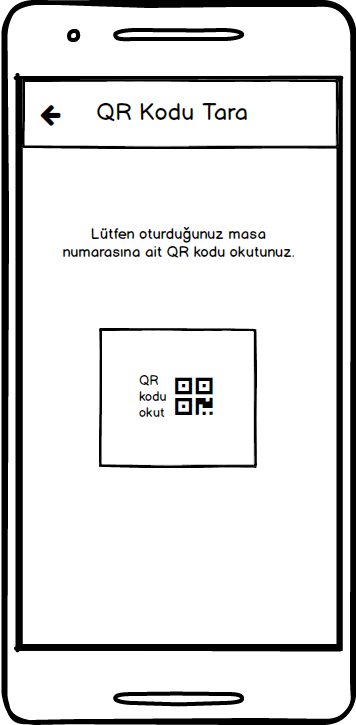 QR Kodu Tara
Lütfen oturduğunuz masa
numarasına ait QR kodu okutunuz.
QR
kodu
okut